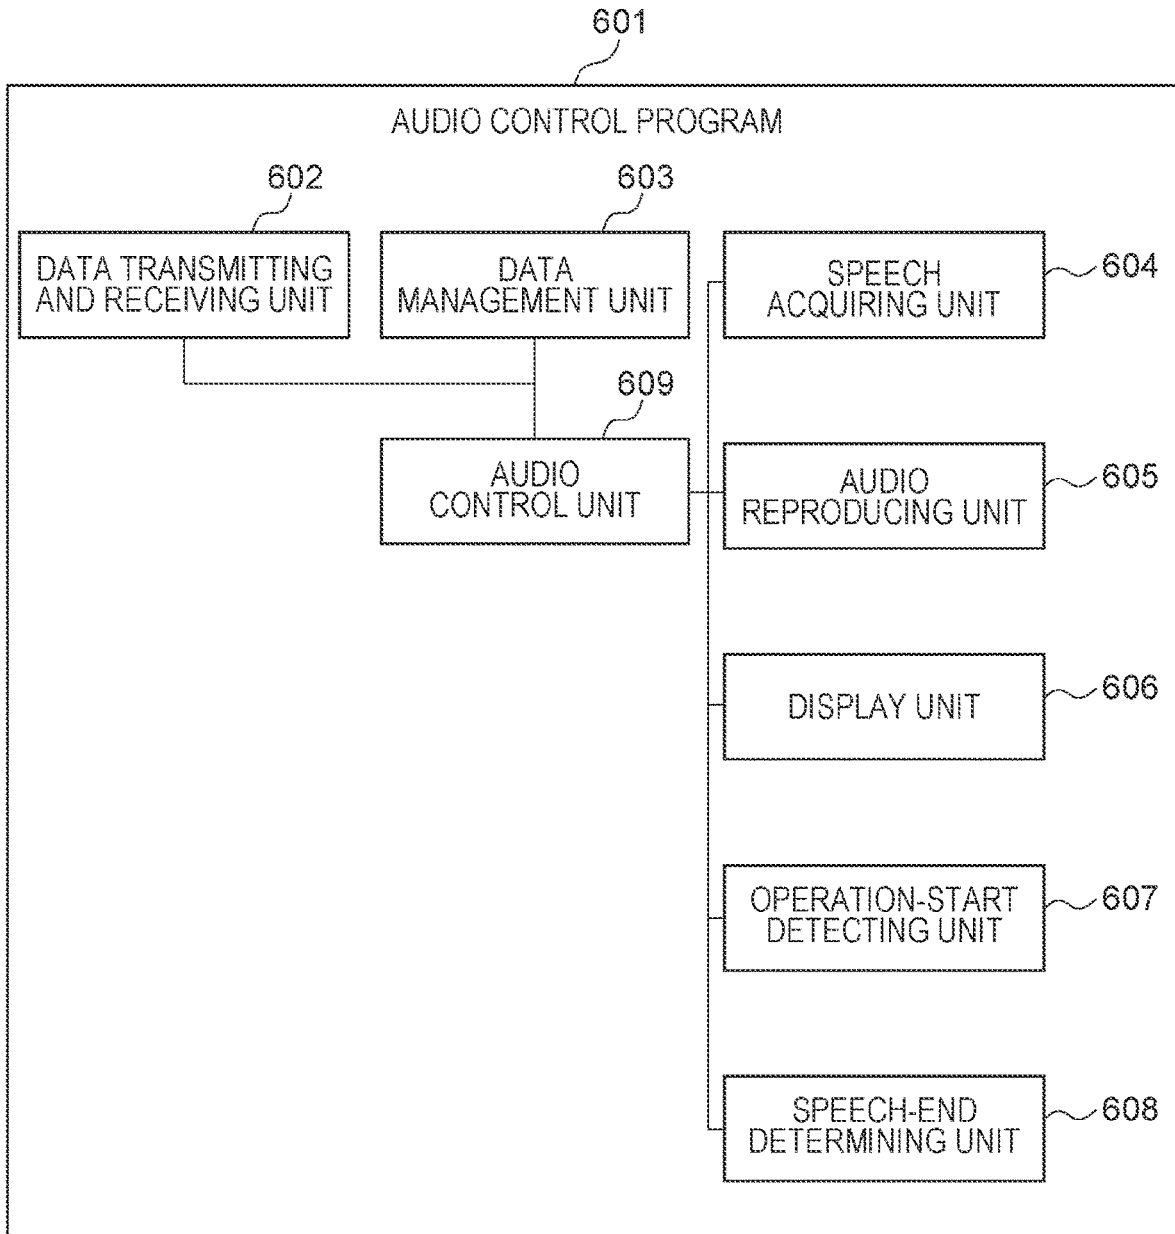 601
AUDIO CONTROL PROGRAM
602
603
DATA TRANSMITTING
AND RECEIVING UNIT
DATA
MANAGEMENT UNIT
SPEECH
ACQUIRING UNIT
604
609
AUDIO
CONTROL UNIT
AUDIO
REPRODUCING UNIT
605
DISPLAY UNIT
606
OPERATION-START
DETECTING UNIT
607
SPEECH-END
DETERMINING UNIT
608